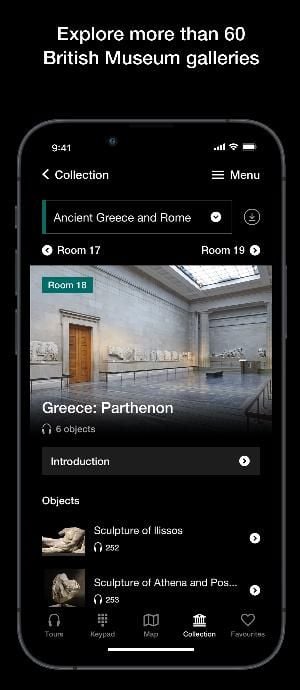 Explore more than 60
British Museum galleries
9:41
Collection
Menu
Ancient Greece and Rome
Room 17
Room 19
Room 18
Greece: Parthenon
6 objects
Introduction
Objects
Sculpture of Ilissos
252
Sculpture of Athena and Pos...
253
Tours
Keypad
Map
Collection
Favourites